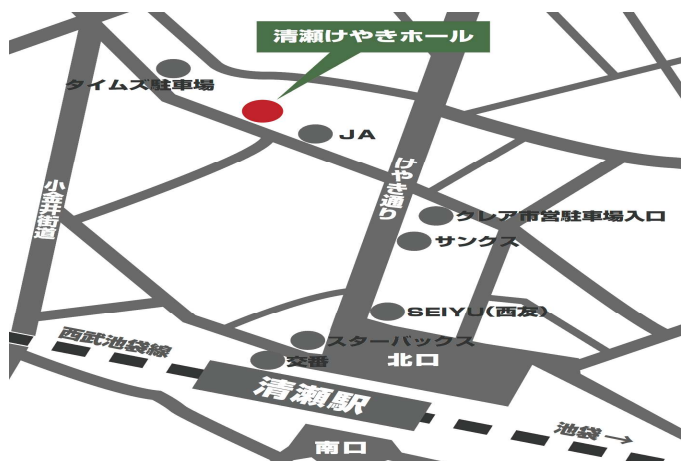 清瀬けやきホール
タイムズ駐車場
JA
けやき通り
小金井街道
クレア市営駐車場入口
サンクス
SEIYU(西友)
西武池袋線
スターバックス
交番
北口
清瀬駅
池袋→
南口